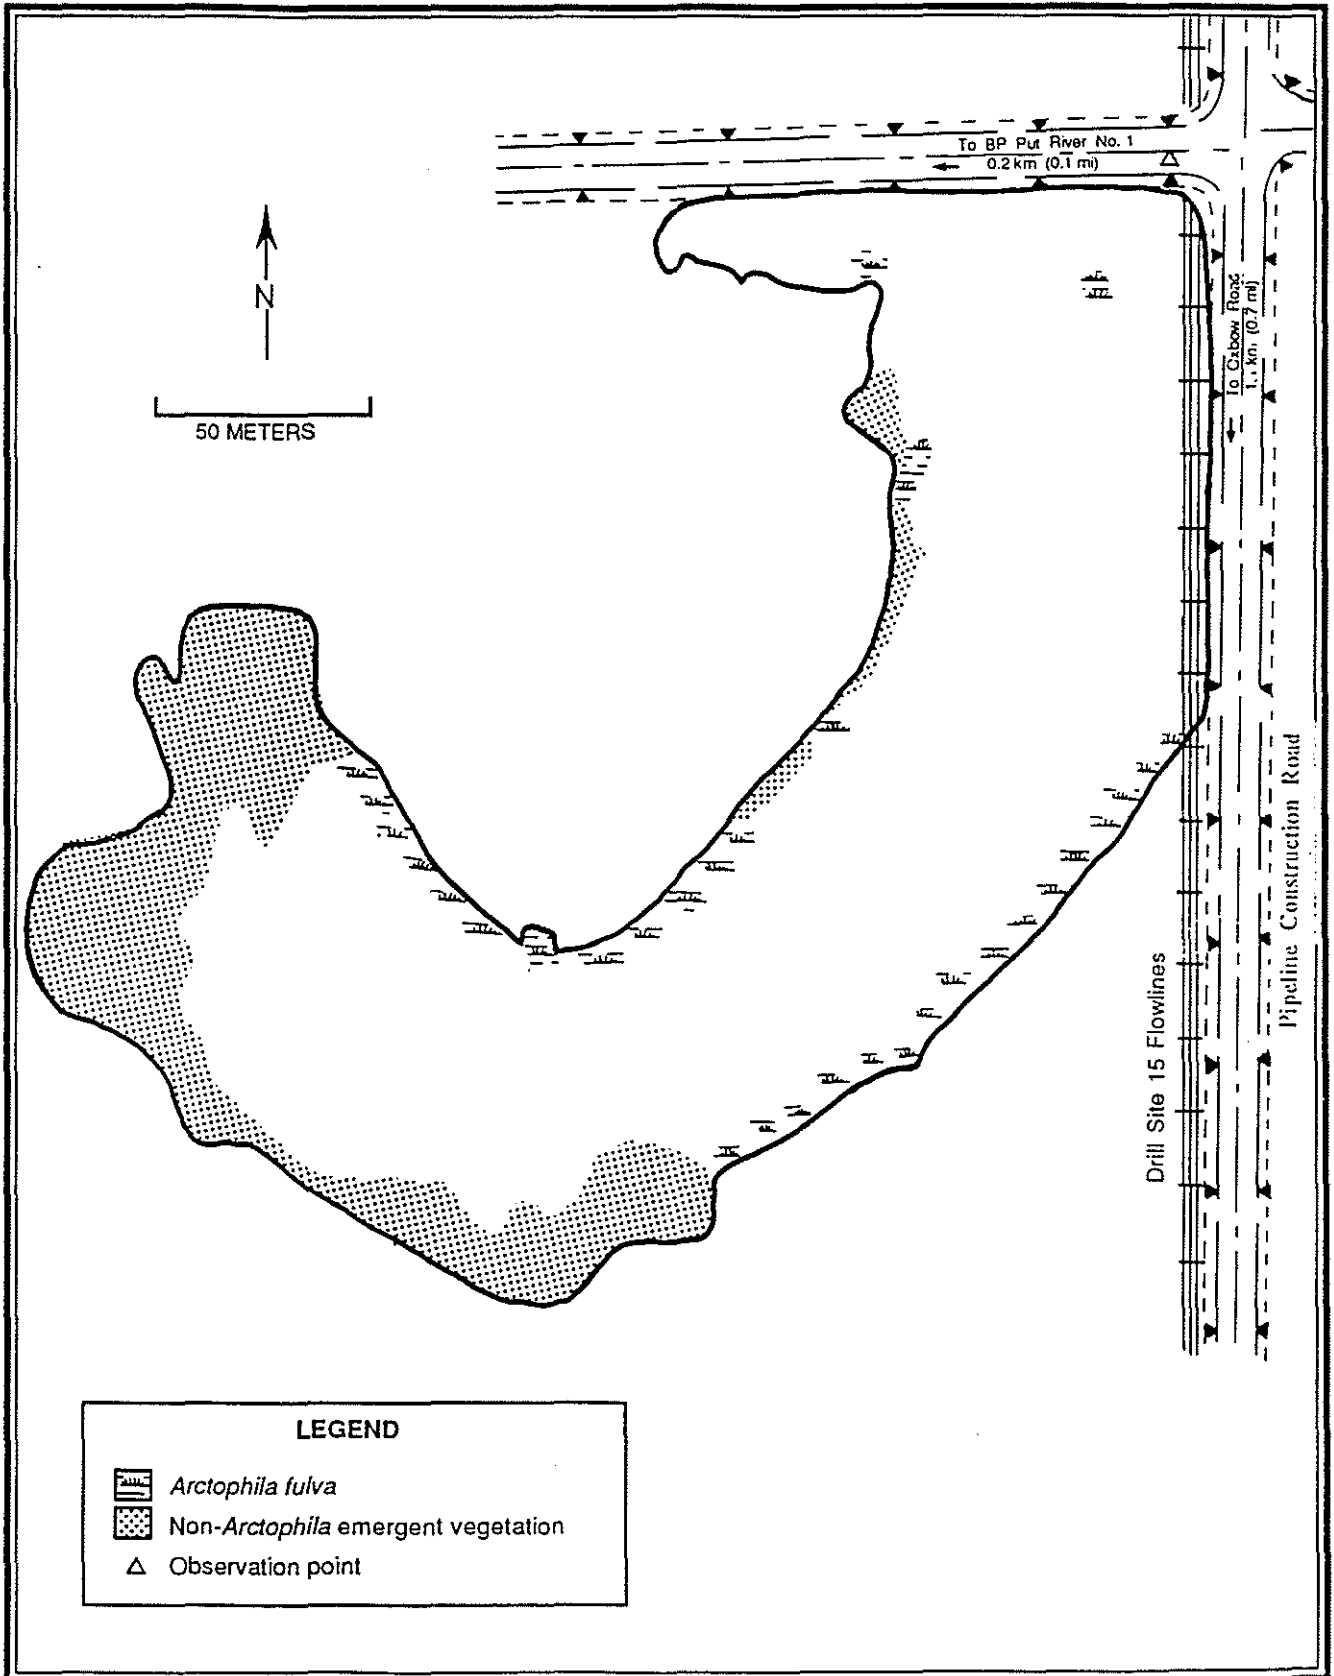 To BP Put River No. 1
0.2 km (0.1 mi)
N
To Oxbow Road
km (0.7 mi)
50 METERS
Pipeline Construction Road
Drill Site 15 Flowlines
LEGEND
Arctophila fulva
Non-Arctophila emergent vegetation
Observation point